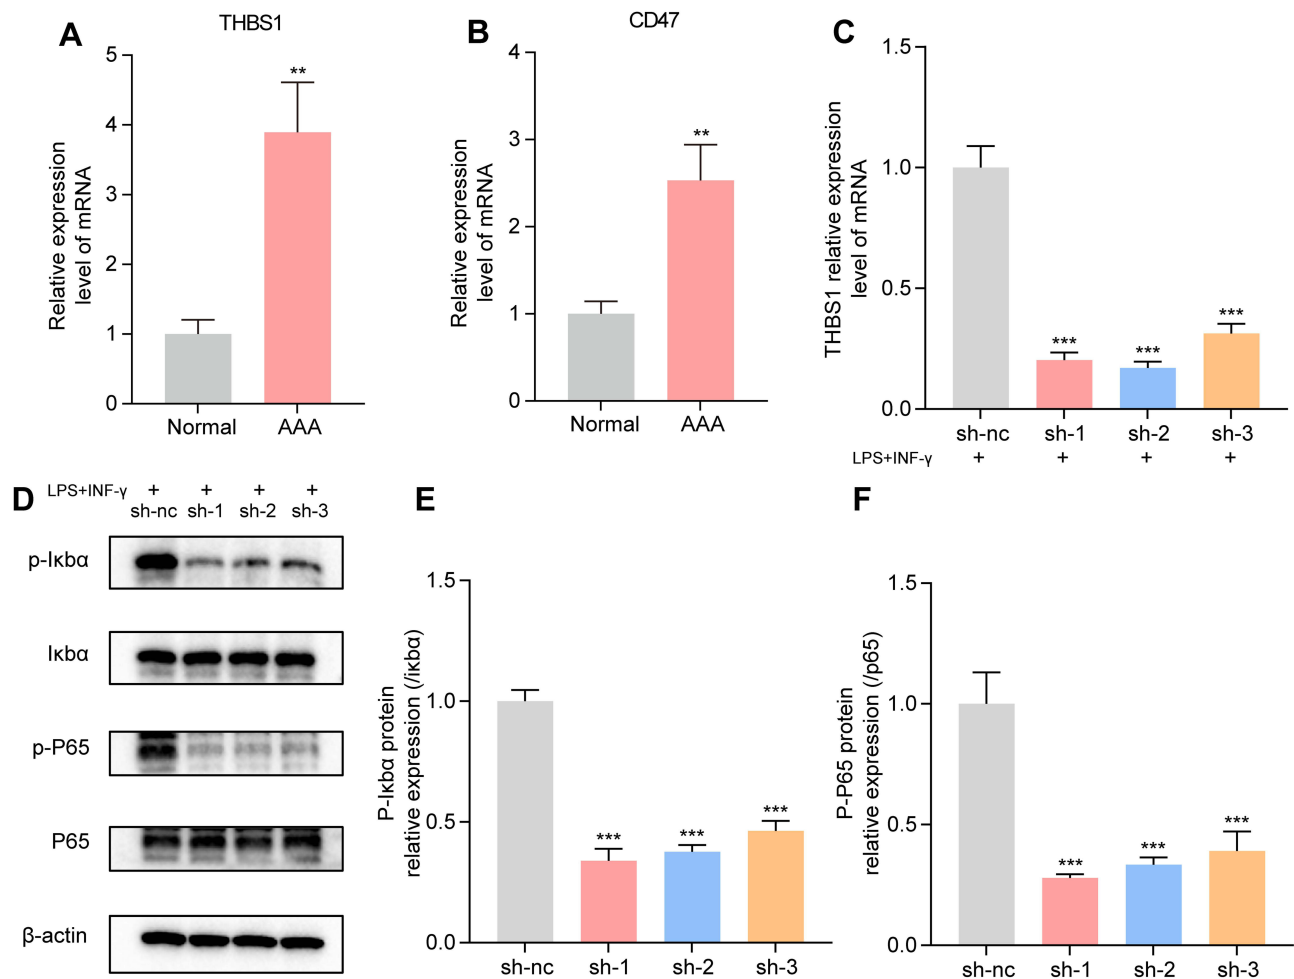 A
THBS1
Relative expression
level of mRNA
5
4
3
2
1
0
**
Normal
AAA
B
CD47
Relative expression
level of mRNA
4
3
2
1
0
**
Normal
AAA
C
THBS1 relative expression
level of mRNA
1.5
1.0
0.5
0.0
***
***
***
sh-nc sh-1 sh-2 sh-3
LPS+INF-γ + + + +
D
LPS+INF-γ + + + +
sh-nc sh-1 sh-2 sh-3
p-Iκbα
Iκbα
p-P65
P65
β-actin
E
P-Iκbα protein
relative expression (/iκbα)
1.5
1.0
0.5
0.0
***
***
***
sh-nc sh-1 sh-2 sh-3
F
P-P65 protein
relative expression (/p65)
1.5
1.0
0.5
0.0
***
***
***
sh-nc sh-1 sh-2 sh-3